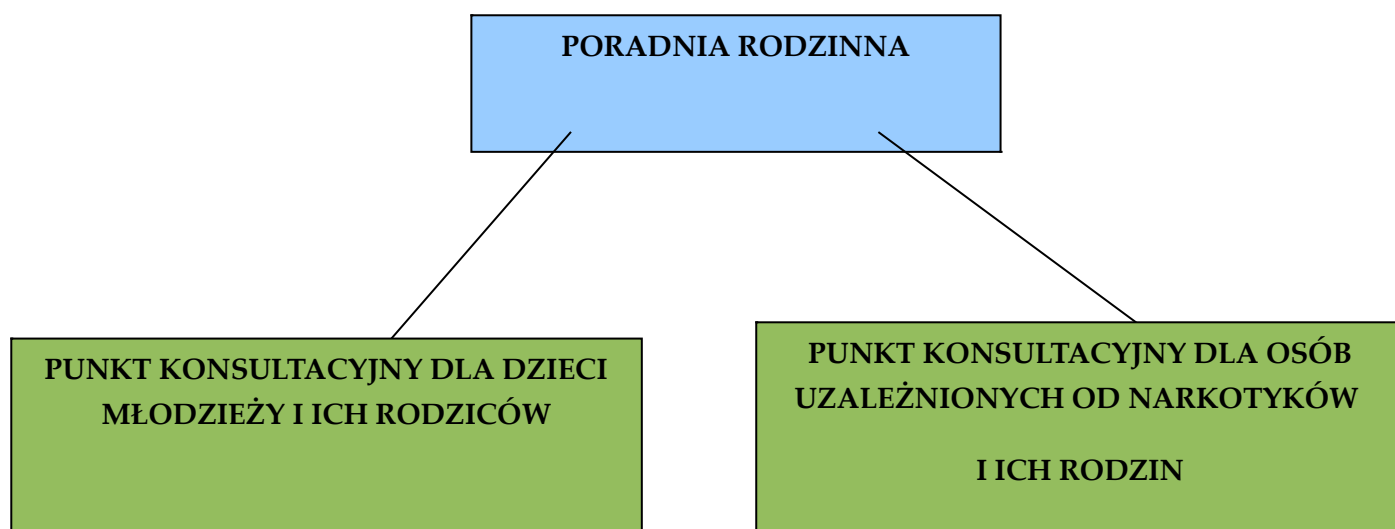 PORADNIA RODZINNA
PUNKT KONSULTACYJNY DLA DZIECI
MŁODZIEŻY I ICH RODZICÓW
PUNKT KONSULTACYJNY DLA OSÓB
UZALEŻNIONYCH OD NARKOTYKÓW
I ICH RODZIN